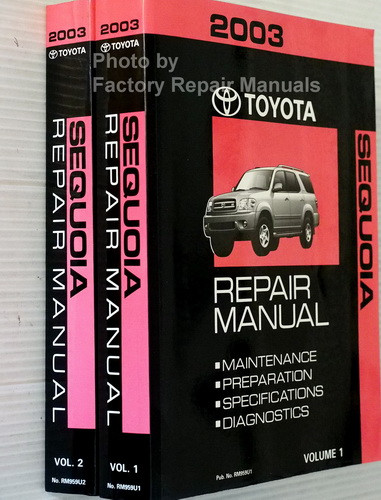 2003
TOYOTA
SEQUOIA
REPAIR MANUAL
VOL. 2
No. RM959U2
2003
TOYOTA
SEQUOIA
REPAIR MANUAL
VOL. 1
No. RM959U1
Photo by
Factory Repair Manuals
2003
TOYOTA
SEQUOIA
REPAIR
MANUAL
MAINTENANCE
PREPARATION
SPECIFICATIONS
DIAGNOSTICS
VOLUME 1
Pub. No. RM959U1